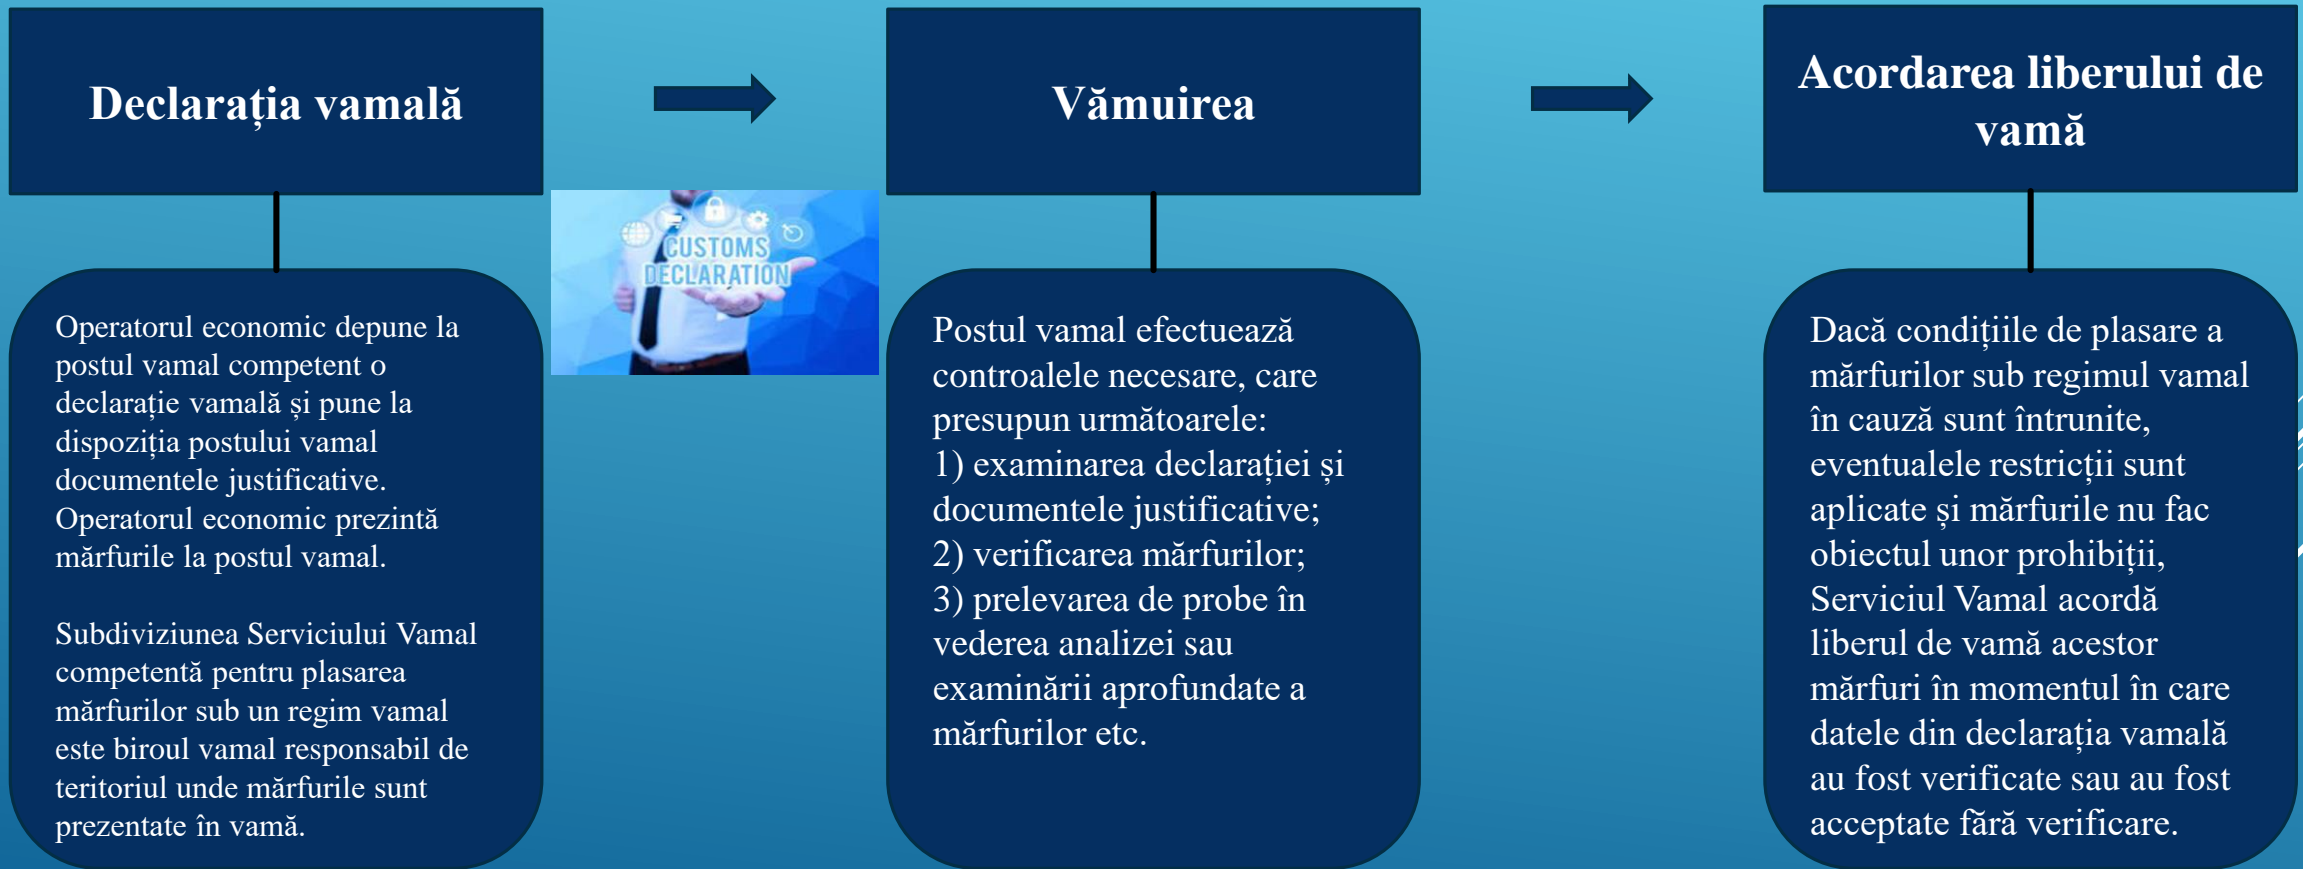 Declarația vamală
Operatorul economic depune la
postul vamal competent o
declarație vamală și pune la
dispoziția postului vamal
documentele justificative.
Operatorul economic prezintă
mărfurile la postul vamal.
Subdiviziunea Serviciului Vamal
competentă pentru plasarea
mărfurilor sub un regim vamal
este biroul vamal responsabil de
teritoriul unde mărfurile sunt
prezentate în vamă.
CUSTOMS
DECLARATION
Vămuirea
Postul vamal efectuează
controalele necesare, care
presupun următoarele:
1) examinarea declarației și
documentele justificative;
2) verificarea mărfurilor;
3) prelevarea de probe în
vederea analizei sau
examinării aprofundate a
mărfurilor etc.
Acordarea liberului de
vamă
Dacă condițiile de plasare a
mărfurilor sub regimul vamal
în cauză sunt întrunite,
eventualele restricții sunt
aplicate și mărfurile nu fac
obiectul unor prohibiții,
Serviciul Vamal acordă
liberul de vamă acestor
mărfuri în momentul în care
datele din declarația vamală
au fost verificate sau au fost
acceptate fără verificare.